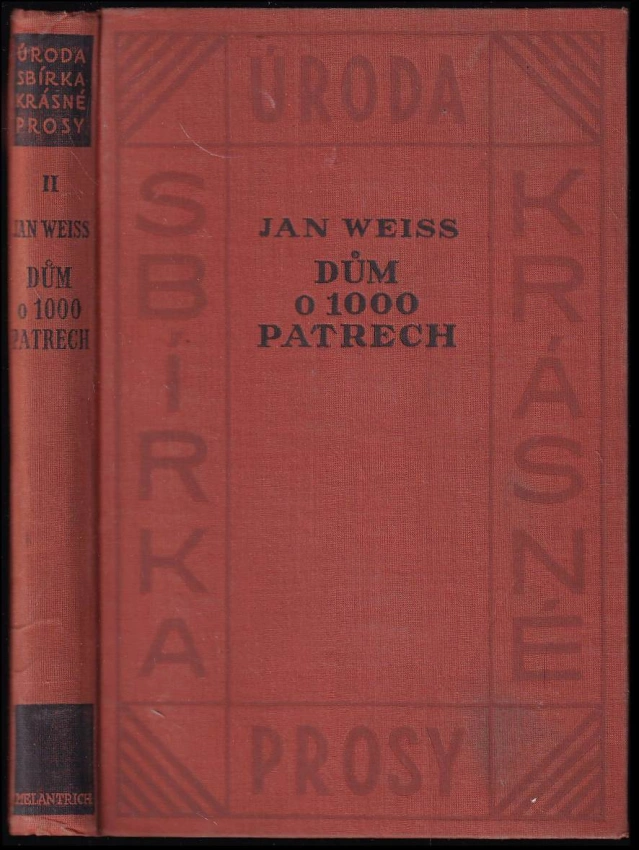 ÚRODA
SBÍRKA
KRÁSNÉ
PROSY
II
JAN WEISS
DŮM
o 1000
PATRECH
MELANTRICH
ÚRODA
SBÍRKA
KRÁSNÉ
PROSY
JAN WEISS
DŮM
o 1000
PATRECH